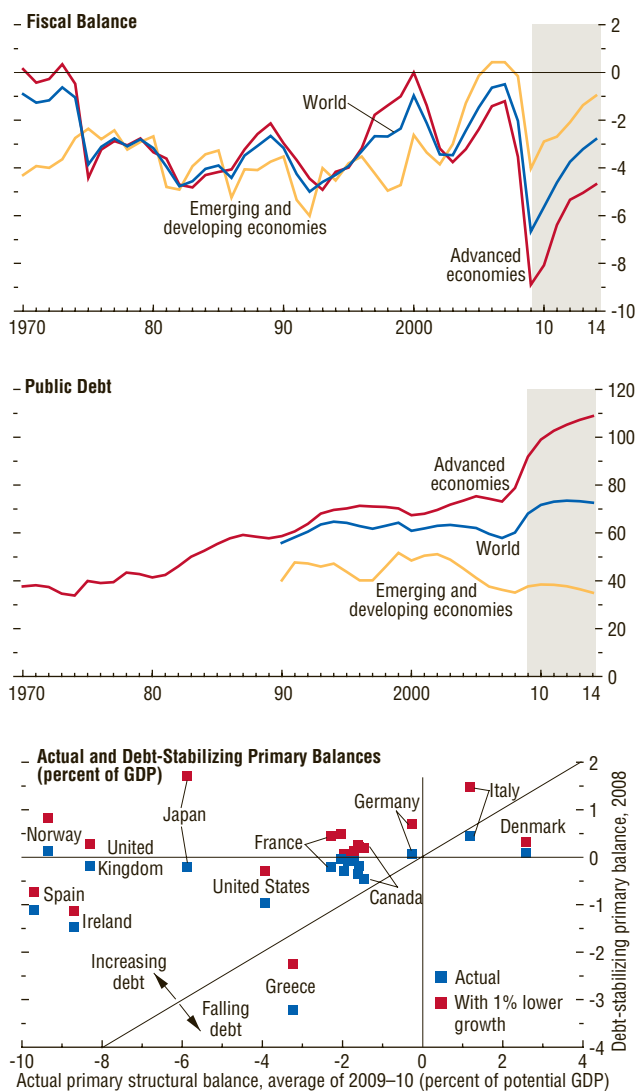 Fiscal Balance
2
0
-2
-4
-6
-8
-10
World
Emerging and
developing economies
Advanced
economies
1970
80
90
2000
10
14
Public Debt
120
100
80
60
40
20
0
Advanced
economies
World
Emerging and
developing economies
1970
80
90
2000
10
14
Actual and Debt-Stabilizing Primary Balances
(percent of GDP)
2
1
0
-1
-2
-3
-4
Debt-stabilizing primary balance, 2008
Norway
United
Kingdom
Japan
France
Germany
Italy
Denmark
Spain
Ireland
United States
Canada
Greece
Increasing
debt
Falling
debt
Actual
With 1% lower
growth
-10
-8
-6
-4
-2
0
2
4
Actual primary structural balance, average of 2009–10 (percent of potential GDP)